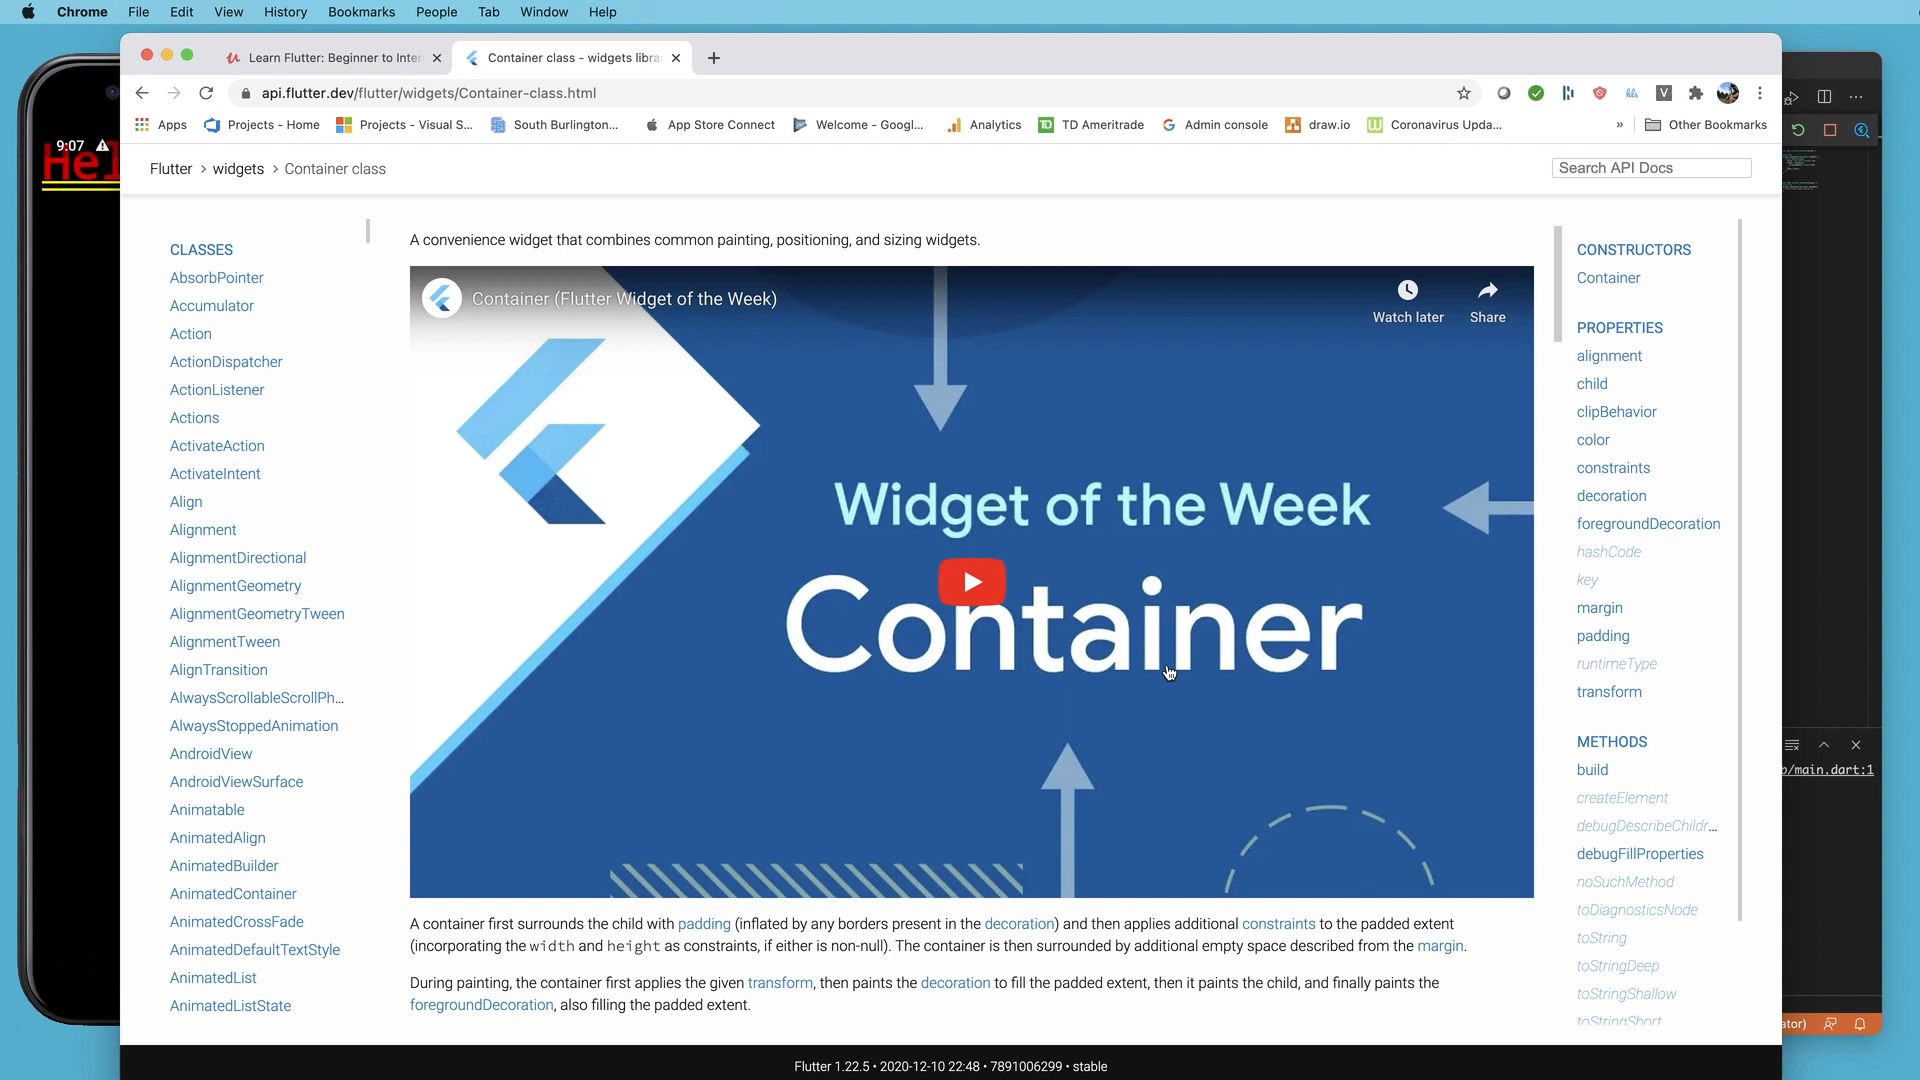 Chrome File Edit View History Bookmarks People Tab Window Help
Learn Flutter: Beginner to Inter
Container class - widgets libra
api.flutter.dev/flutter/widgets/Container-class.html
Apps Projects - Home Projects - Visual S... South Burlington... App Store Connect Welcome - Googl... Analytics TD Ameritrade Admin console draw.io Coronavirus Upda... » Other Bookmarks
9:07
Hel
Flutter > widgets > Container class
Search API Docs
CLASSES
AbsorbPointer
Accumulator
Action
ActionDispatcher
ActionListener
Actions
ActivateAction
ActivateIntent
Align
Alignment
AlignmentDirectional
AlignmentGeometry
AlignmentGeometryTween
AlignmentTween
AlignTransition
AlwaysScrollableScrollPh...
AlwaysStoppedAnimation
AndroidView
AndroidViewSurface
Animatable
AnimatedAlign
AnimatedBuilder
AnimatedContainer
AnimatedCrossFade
AnimatedDefaultTextStyle
AnimatedList
AnimatedListState
A convenience widget that combines common painting, positioning, and sizing widgets.
Container (Flutter Widget of the Week)
Watch later Share
Widget of the Week
Container
A container first surrounds the child with padding (inflated by any borders present in the decoration) and then applies additional constraints to the padded extent
(incorporating the width and height as constraints, if either is non-null). The container is then surrounded by additional empty space described from the margin.
During painting, the container first applies the given transform, then paints the decoration to fill the padded extent, then it paints the child, and finally paints the
foregroundDecoration, also filling the padded extent.
CONSTRUCTORS
Container
PROPERTIES
alignment
child
clipBehavior
color
constraints
decoration
foregroundDecoration
hashCode
key
margin
padding
runtimeType
transform
METHODS
build
createElement
debugDescribeChildr...
debugFillProperties
noSuchMethod
toDiagnosticsNode
toString
toStringDeep
toStringShallow
toStringShort
b/main.dart:1
ator)
Flutter 1.22.5 • 2020-12-10 22:48 • 7891006299 • stable